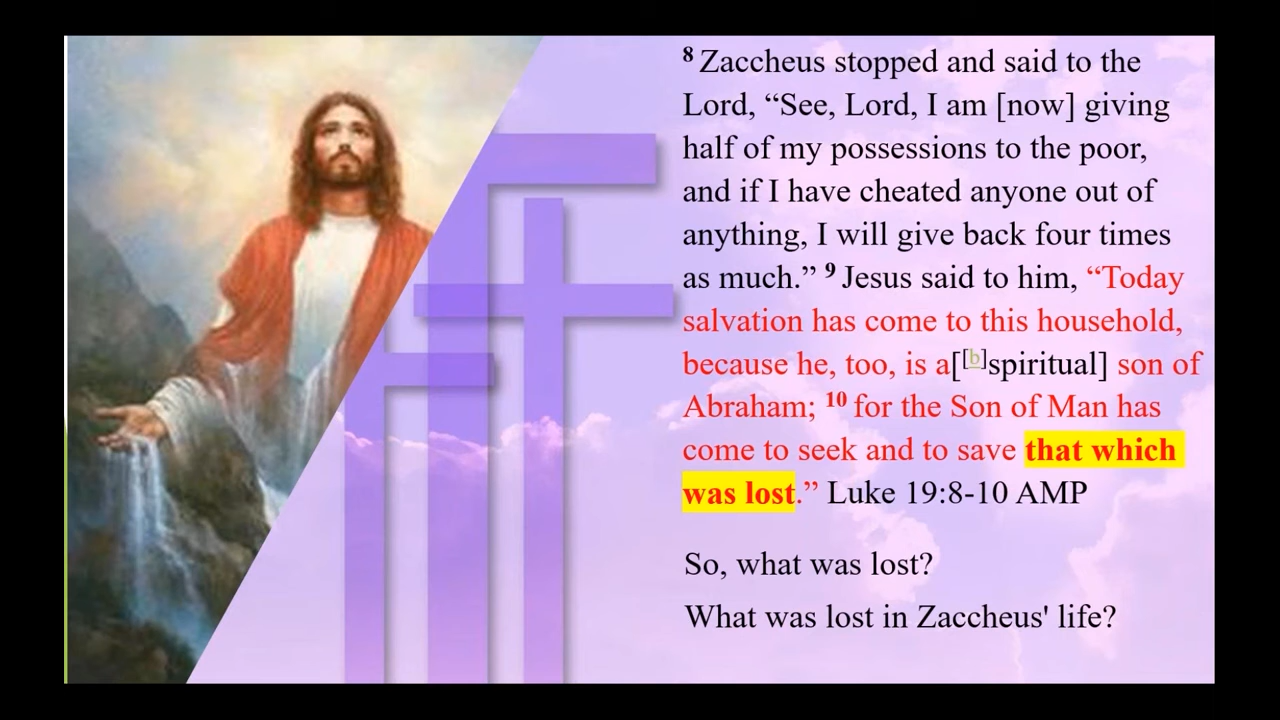 8 Zaccheus stopped and said to the
Lord, “See, Lord, I am [now] giving
half of my possessions to the poor,
and if I have cheated anyone out of
anything, I will give back four times
as much.” 9 Jesus said to him, “Today
salvation has come to this household,
because he, too, is a[[b]spiritual] son of
Abraham; 10 for the Son of Man has
come to seek and to save that which
was lost.” Luke 19:8-10 AMP
So, what was lost?
What was lost in Zaccheus' life?